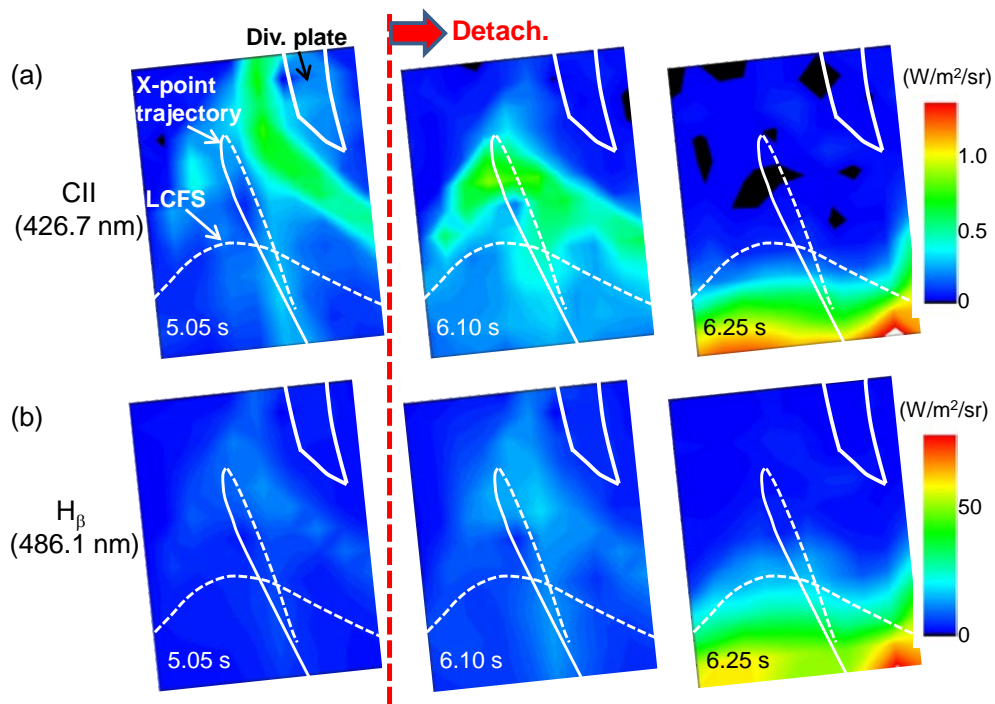 Div. plate
Detach.
(a)
X-point
trajectory
(W/m²/sr)
1.0
CII
(426.7 nm)
LCFS
0.5
0
5.05 s
6.10 s
6.25 s
(b)
(W/m²/sr)
50
Hβ
(486.1 nm)
0
5.05 s
6.10 s
6.25 s